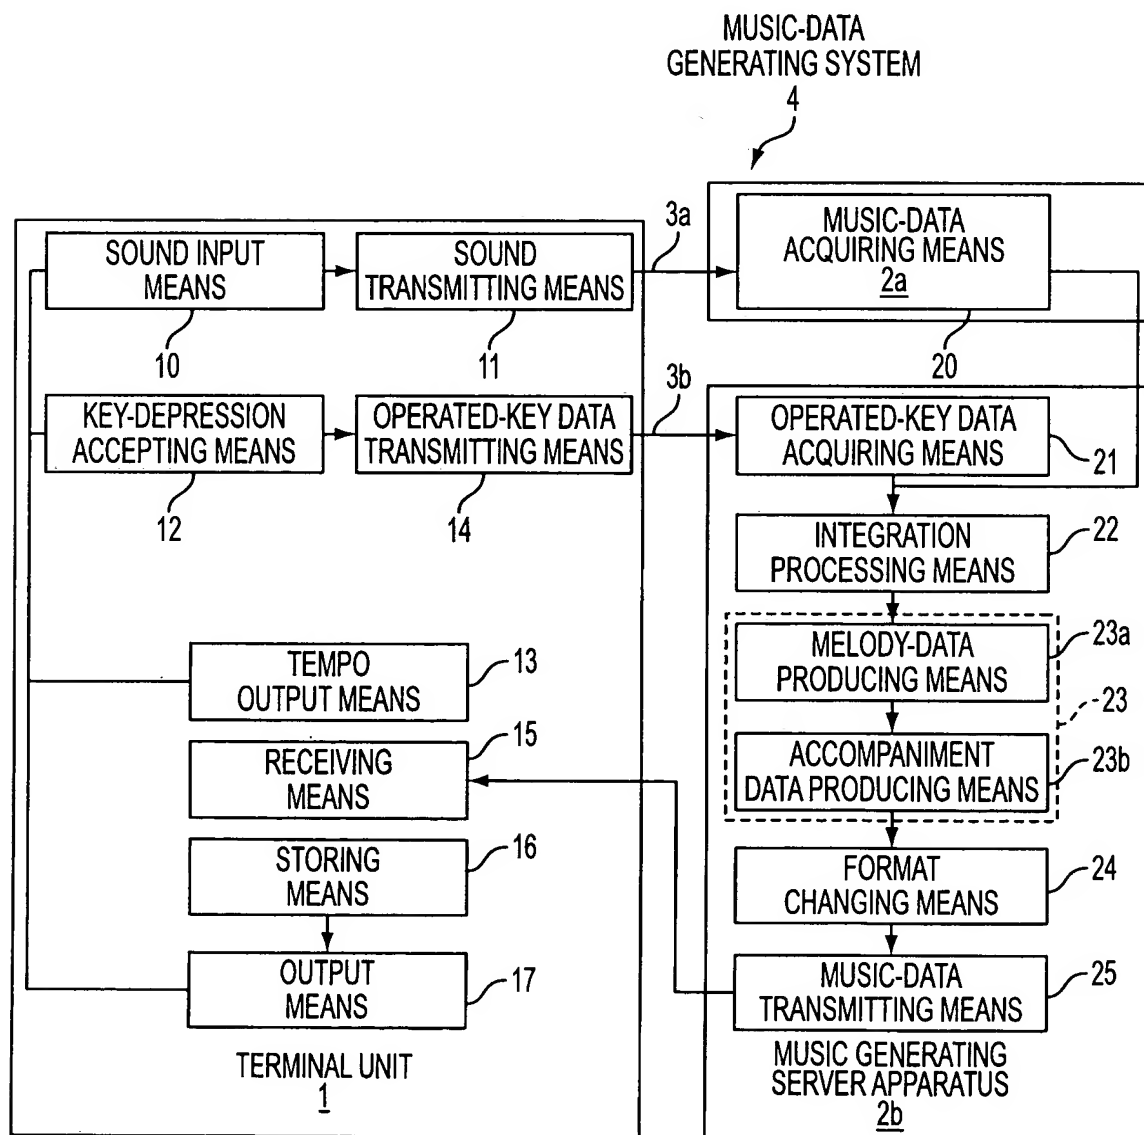 MUSIC-DATA
GENERATING SYSTEM
4
SOUND INPUT
MEANS
10
SOUND
TRANSMITTING MEANS
11
3a
MUSIC-DATA
ACQUIRING MEANS
2a
20
KEY-DEPRESSION
ACCEPTING MEANS
12
OPERATED-KEY DATA
TRANSMITTING MEANS
14
3b
OPERATED-KEY DATA
ACQUIRING MEANS
21
INTEGRATION
PROCESSING MEANS
22
TEMPO
OUTPUT MEANS
13
MELODY-DATA
PRODUCING MEANS
23a
23
RECEIVING
MEANS
15
ACCOMPANIMENT
DATA PRODUCING MEANS
23b
STORING
MEANS
16
FORMAT
CHANGING MEANS
24
OUTPUT
MEANS
17
MUSIC-DATA
TRANSMITTING MEANS
25
TERMINAL UNIT
1
MUSIC GENERATING
SERVER APPARATUS
2b